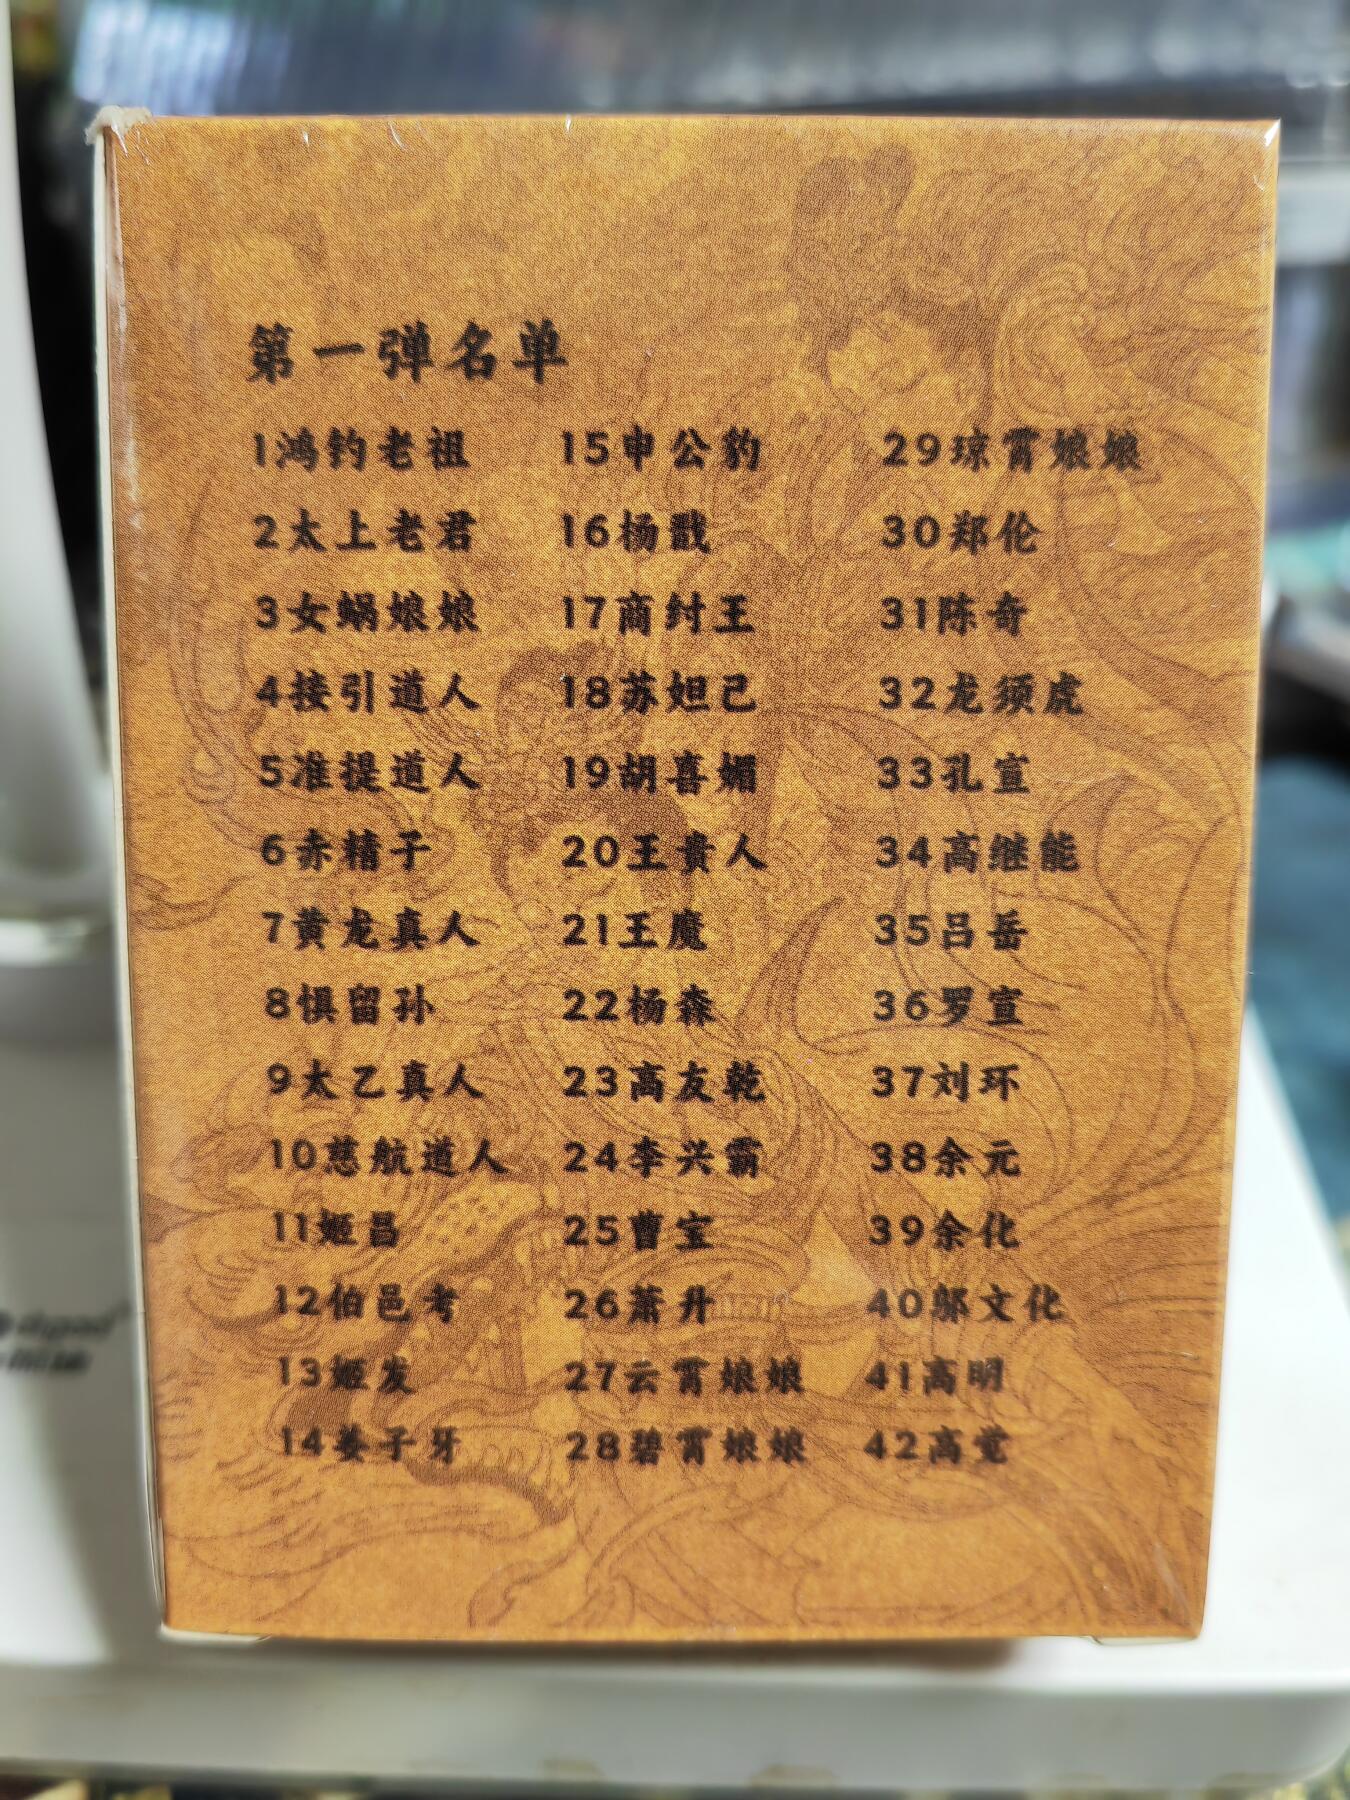 第一弹名单
1鸿钧老祖
2太上老君
3女娲娘娘
4接引道人
5准提道人
6赤精子
7黄龙真人
8惧留孙
9太乙真人
10慈航道人
11姬昌
12伯邑考
13姬发
14姜子牙
15申公豹
16杨戬
17商纣王
18苏妲己
19胡喜媚
20王贵人
21王魔
22杨森
23高友乾
24李兴霸
25曹宝
26萧升
27云霄娘娘
28碧霄娘娘
29琼霄娘娘
30郑伦
31陈奇
32龙须虎
33孔宣
34高继能
35吕岳
36罗宣
37刘环
38余元
39余化
40邬文化
41高明
42高觉